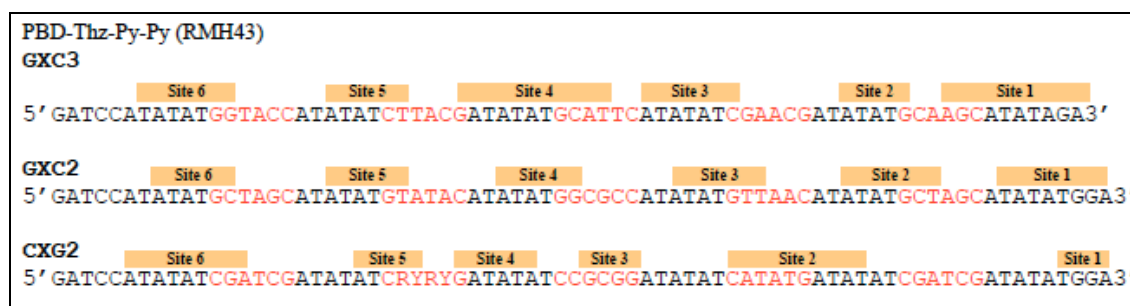 PBD-Thz-Py-Py (RMH43)
GXC3
Site 6 Site 5 Site 4 Site 3 Site 2 Site 1
5'GATCCATATATGGTACCATATATCTTACGATATATGCATTCATATATCGAACGATATATGCAAGCATATAGA3'
GXC2
Site 6 Site 5 Site 4 Site 3 Site 2 Site 1
5'GATCCATATATGCTAGCATATATGTATACATATATGGCGCCATATATGTTAACATATATGCTAGCATATATGGA3
CXG2
Site 6 Site 5 Site 4 Site 3 Site 2 Site 1
5'GATCCATATATCGATCGATATATCRYRYGATATATCCGCGGATATATCATATGATATATCGATCGATATATGGA3